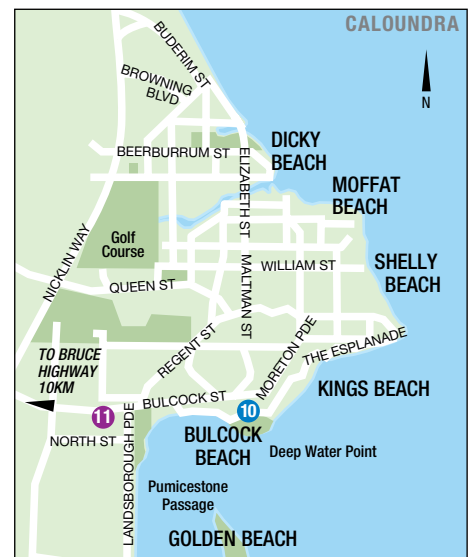 CALOUNDRA
N
BUDERIM ST
BROWNING
BLVD
DICKY
BEACH
BEERBURRUM ST
ELIZABETH ST
MOFFAT
BEACH
NICKLIN WAY
Golf
Course
MALTMAN ST
WILLIAM ST
SHELLY
BEACH
QUEEN ST
REGENT ST
MORETON PDE
THE ESPLANADE
TO BRUCE
HIGHWAY
10KM
KINGS BEACH
BULCOCK ST
11
10
NORTH ST
LANDSBOROUGH PDE
BULCOCK
BEACH
Deep Water Point
Pumicestone
Passage
GOLDEN BEACH